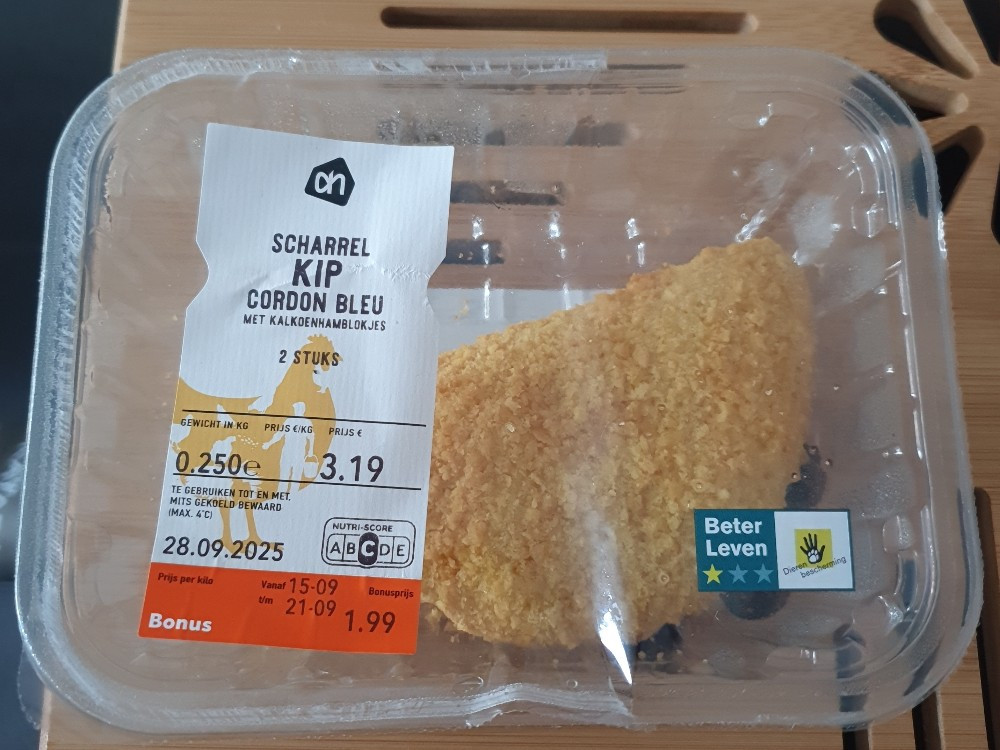 ah
SCHARREL
KIP
CORDON BLEU
MET KALKOENHAMBLOKJES
2 STUKS
GEWICHT IN KG PRIJS €/KG PRIJS €
0.250e 3.19
TE GEBRUIKEN TOT EN MET,
MITS GEKOELD BEWAARD
(MAX. 4°C)
28.09.2025
NUTRI-SCORE
A B C D E
Prijs per kilo Vanaf 15-09 Bonusprijs
t/m 21-09 1.99
Bonus
Beter
Leven
Dieren
bescherming